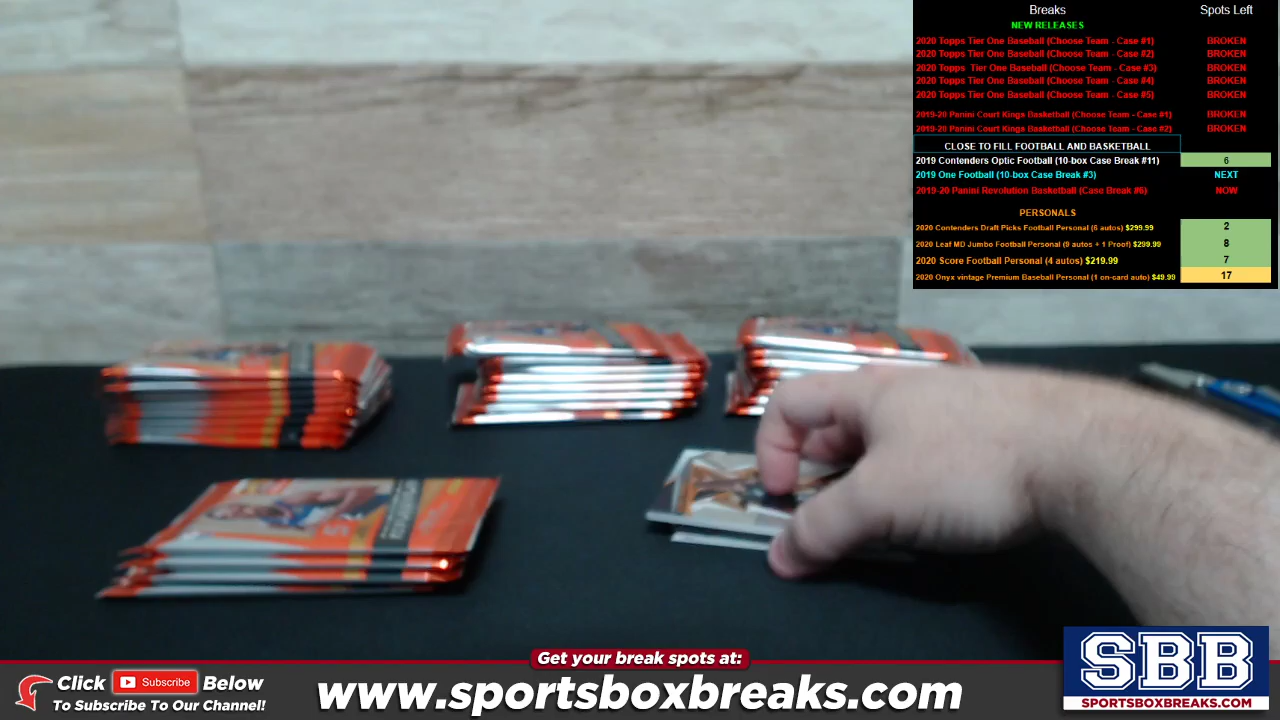 Breaks Spots Left
NEW RELEASES
2020 Topps Tier One Baseball (Choose Team - Case #1) BROKEN
2020 Topps Tier One Baseball (Choose Team - Case #2) BROKEN
2020 Topps Tier One Baseball (Choose Team - Case #3) BROKEN
2020 Topps Tier One Baseball (Choose Team - Case #4) BROKEN
2020 Topps Tier One Baseball (Choose Team - Case #5) BROKEN
2019-20 Panini Court Kings Basketball (Choose Team - Case #1) BROKEN
2019-20 Panini Court Kings Basketball (Choose Team - Case #2) BROKEN
CLOSE TO FILL FOOTBALL AND BASKETBALL
2019 Contenders Optic Football (10-box Case Break #11) 6
2019 One Football (10-box Case Break #3) NEXT
2019-20 Panini Revolution Basketball (Case Break #6) NOW
PERSONALS
2020 Contenders Draft Picks Football Personal (6 autos) $299.99 2
2020 Leaf MD Jumbo Football Personal (9 autos + 1 Proof) $299.99 8
2020 Score Football Personal (4 autos) $219.99 7
2020 Onyx vintage Premium Baseball Personal (1 on-card auto) $49.99 17
Get your break spots at:
www.sportsboxbreaks.com
Click Subscribe Below
To Subscribe To Our Channel!
SBB
SPORTSBOXBREAKS.COM